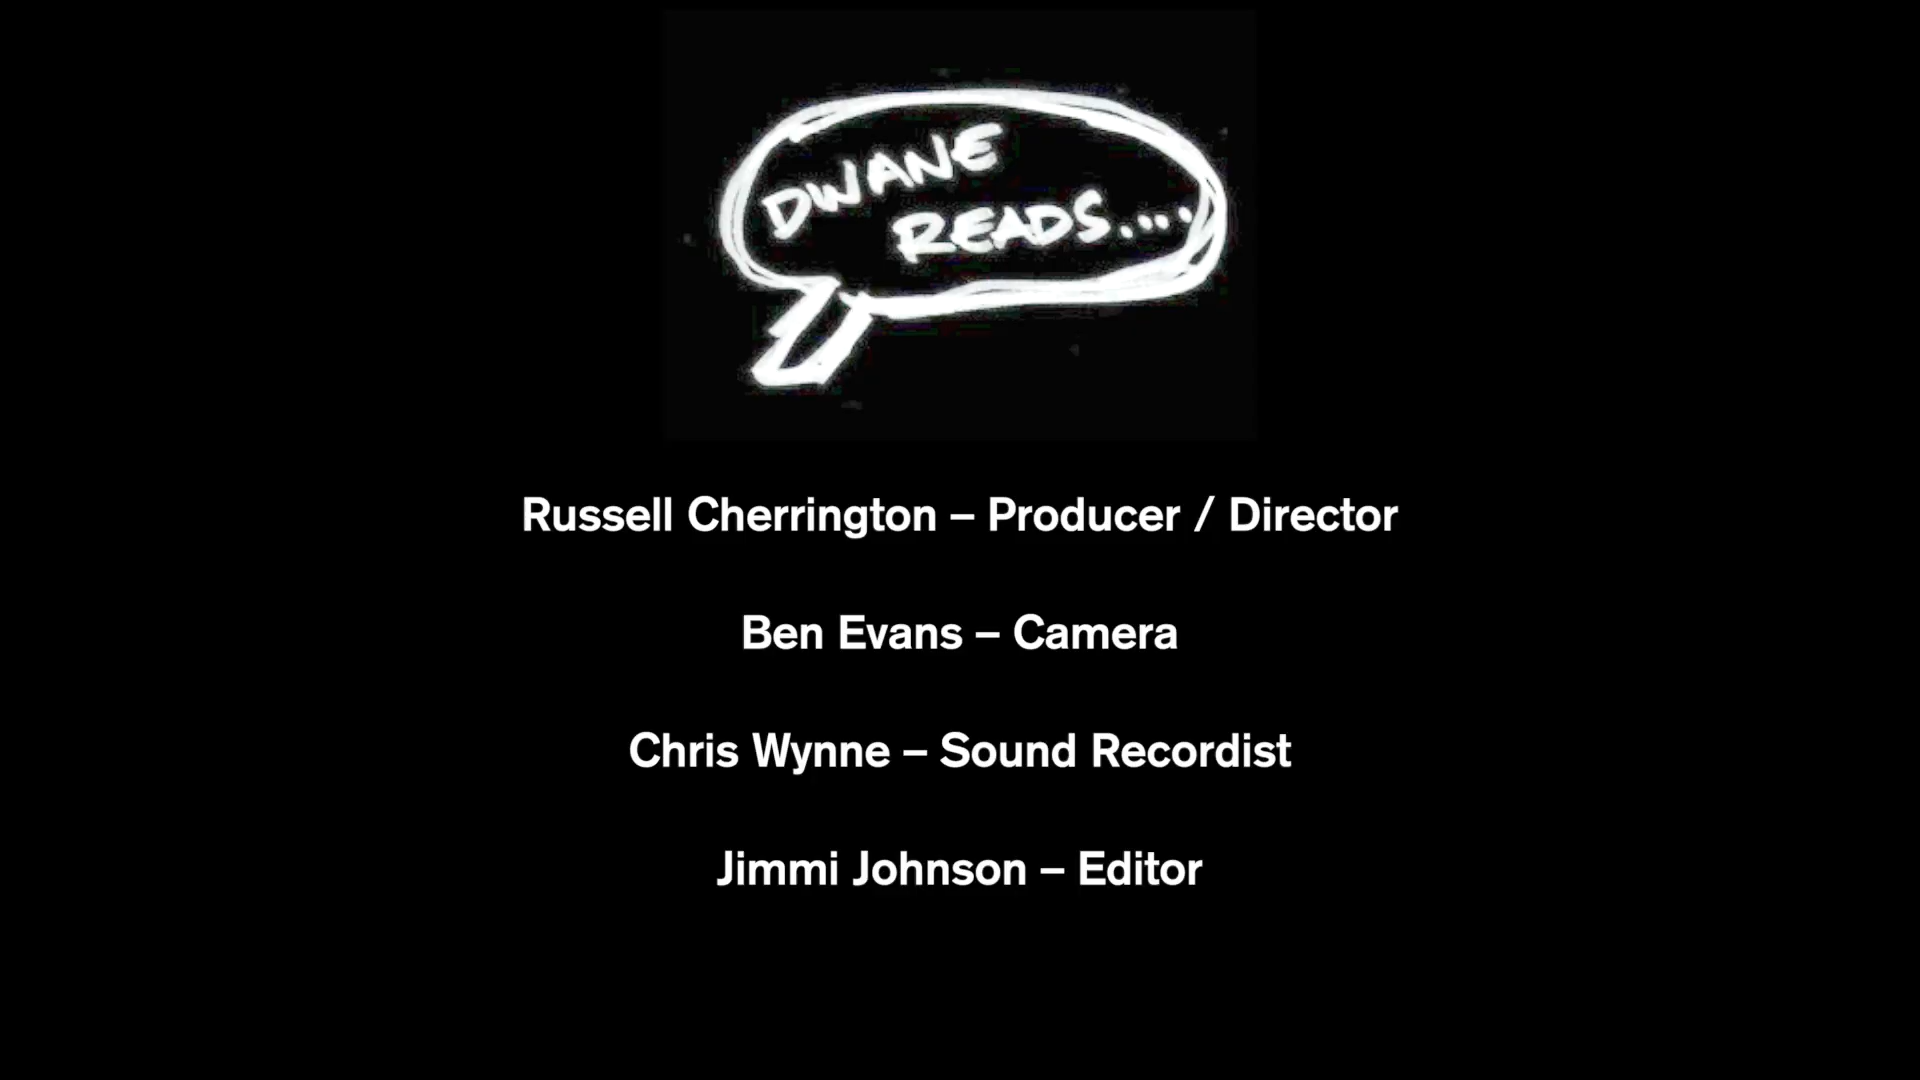 DWANE
READS....
Russell Cherrington – Producer / Director
Ben Evans – Camera
Chris Wynne – Sound Recordist
Jimmi Johnson – Editor